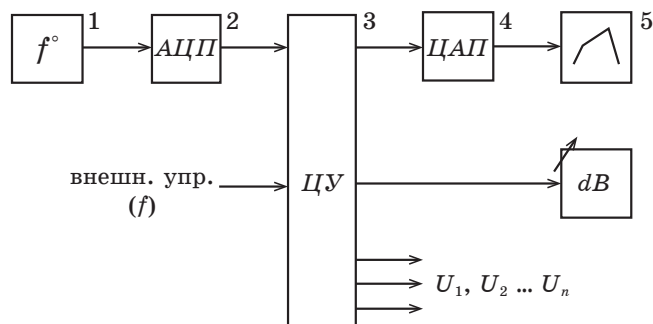 f° 1 АЦП 2 3 ЦАП 4 5
внешн. упр. ЦУ dB
(f)
U₁, U₂ ... Uₙ